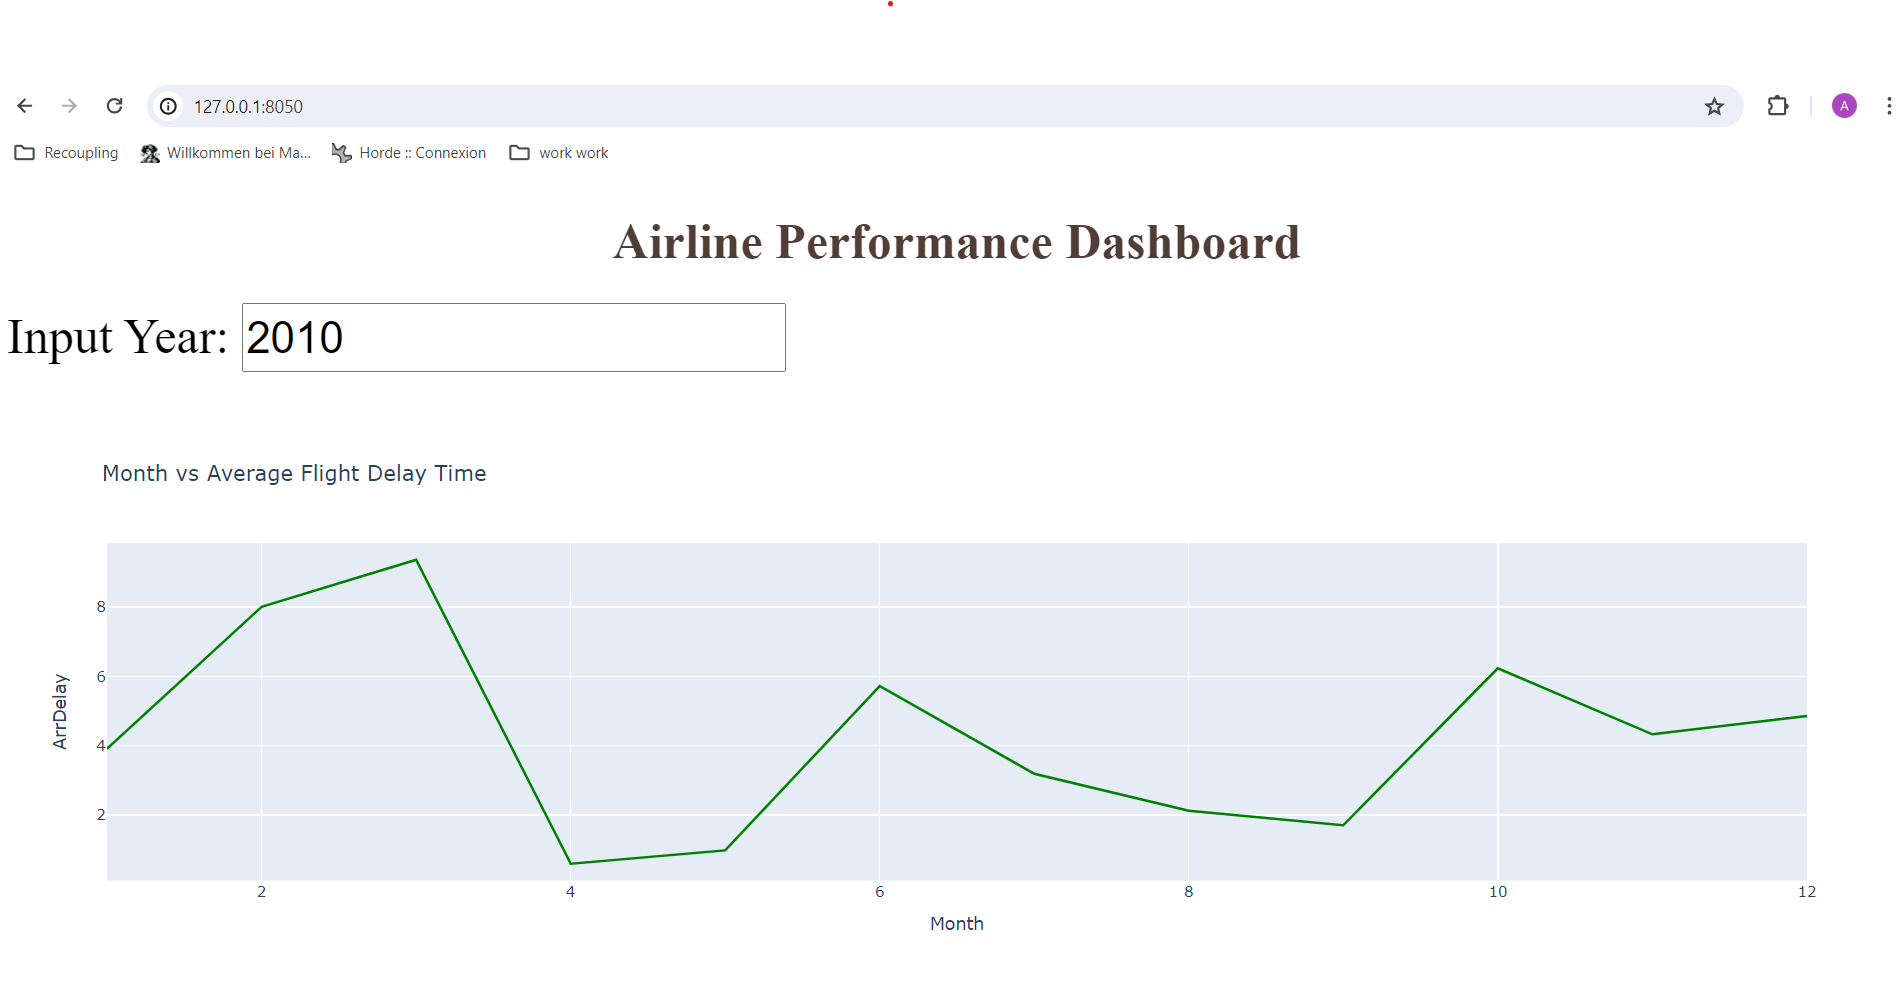 127.0.0.1:8050
A
Recoupling Willkommen bei Ma... Horde :: Connexion work work
Airline Performance Dashboard
Input Year: 2010
Month vs Average Flight Delay Time
8
6
ArrDelay
4
2
2 4 6 8 10 12
Month